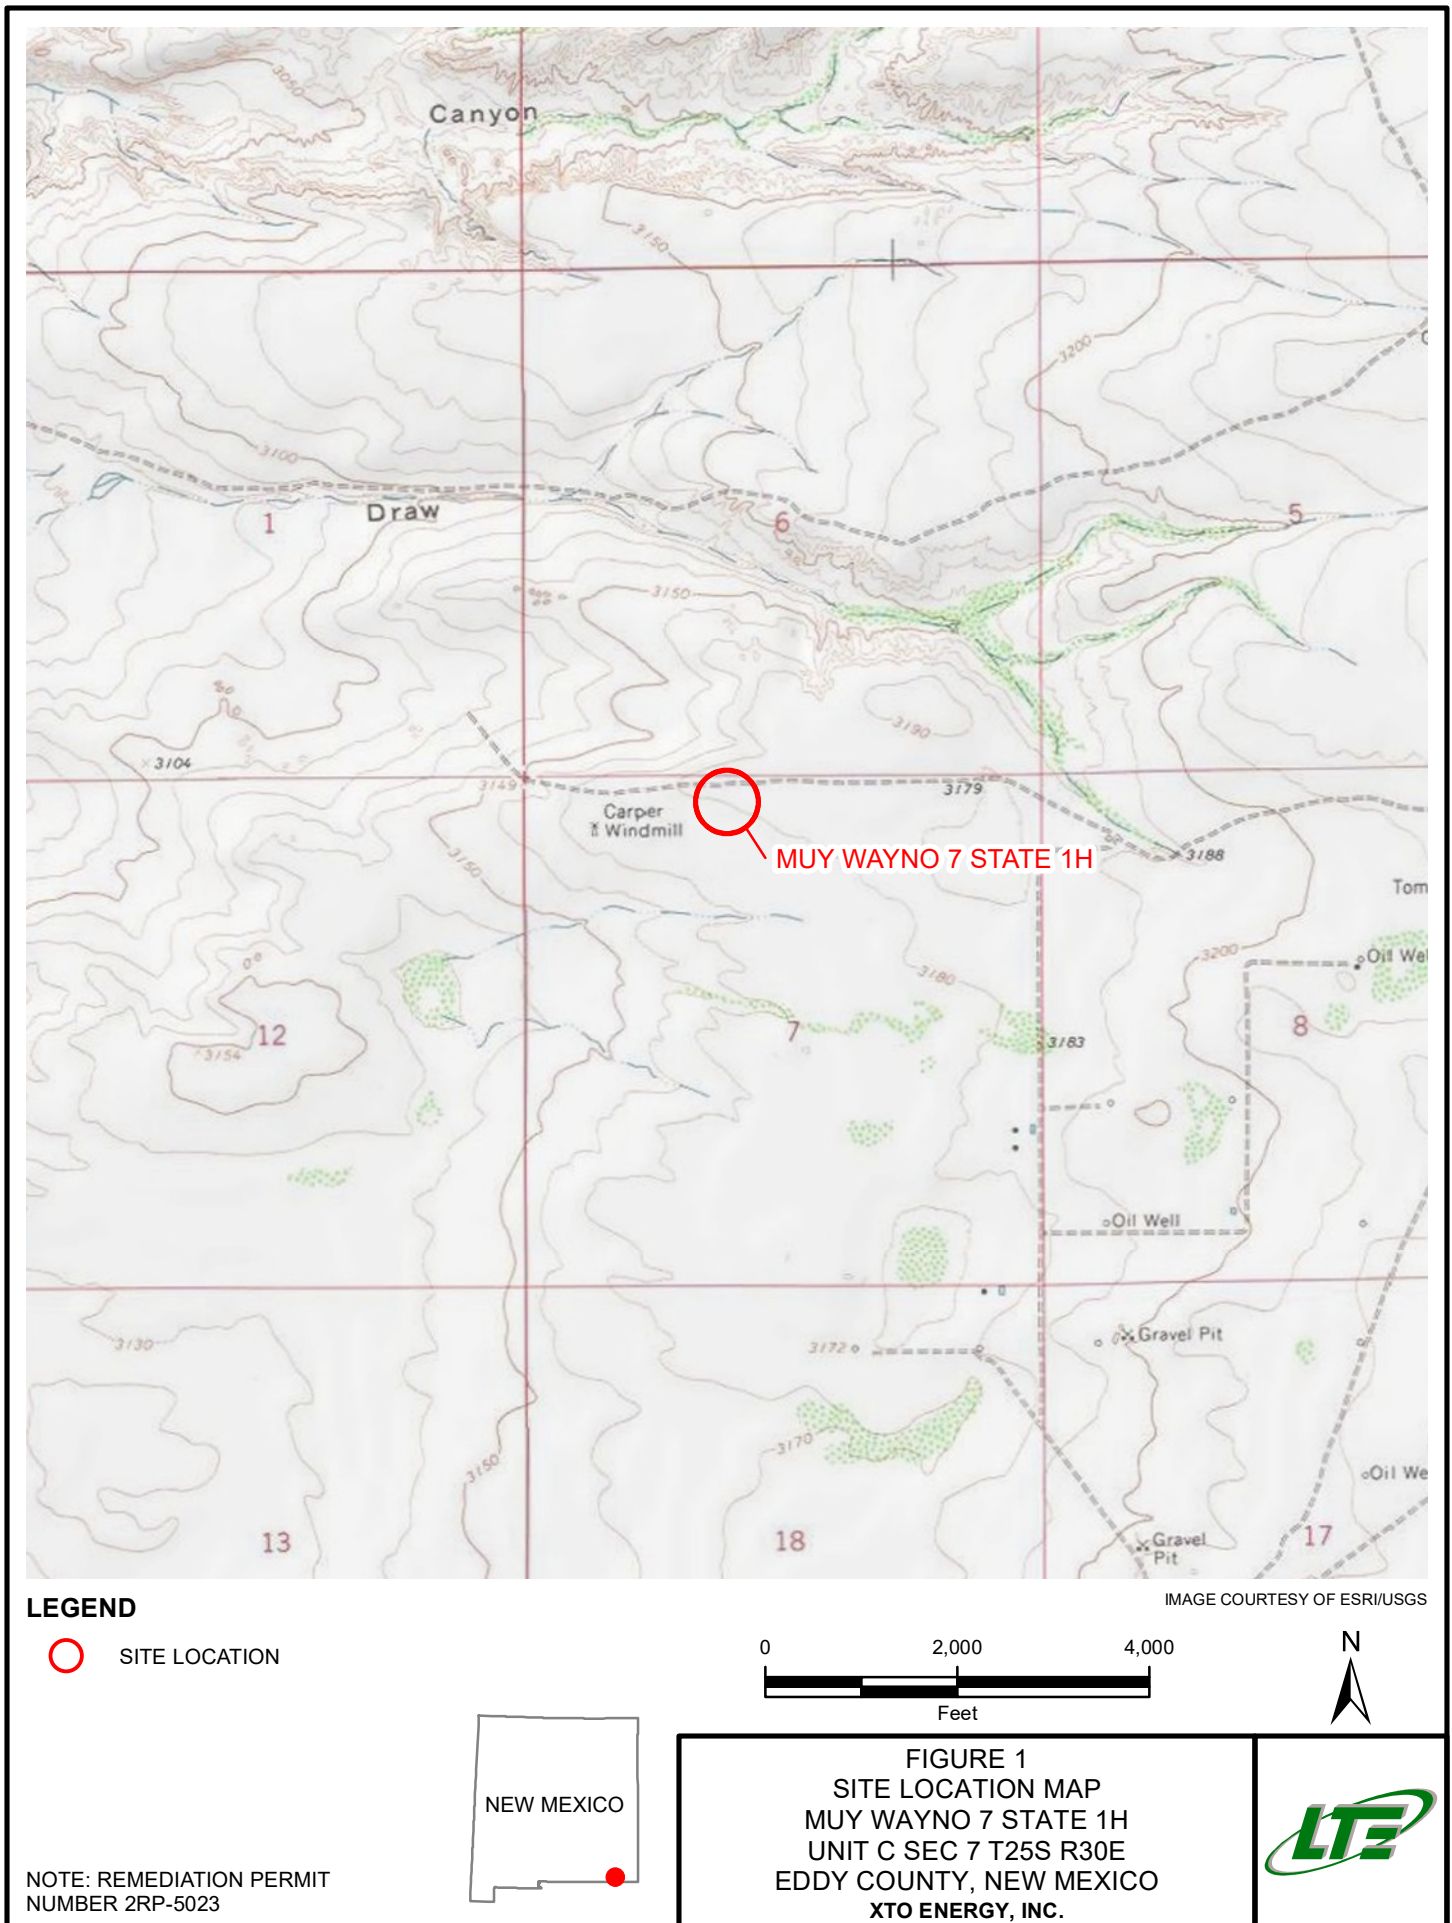 Canyon
3060
3150
3200
3100
Draw
1
6
5
3150
3190
3104
3149
3179
Carper
Windmill
MUY WAYNO 7 STATE 1H
3188
3150
Tom
3200
Oil We
3180
12
7
8
3154
3183
Oil Well
3130
3172
Gravel Pit
3170
3150
Oil We
13
18
17
Gravel
Pit
LEGEND
IMAGE COURTESY OF ESRI/USGS
SITE LOCATION
0 2,000 4,000
Feet
N
NEW MEXICO
NOTE: REMEDIATION PERMIT
NUMBER 2RP-5023
FIGURE 1
SITE LOCATION MAP
MUY WAYNO 7 STATE 1H
UNIT C SEC 7 T25S R30E
EDDY COUNTY, NEW MEXICO
XTO ENERGY, INC.
LTE